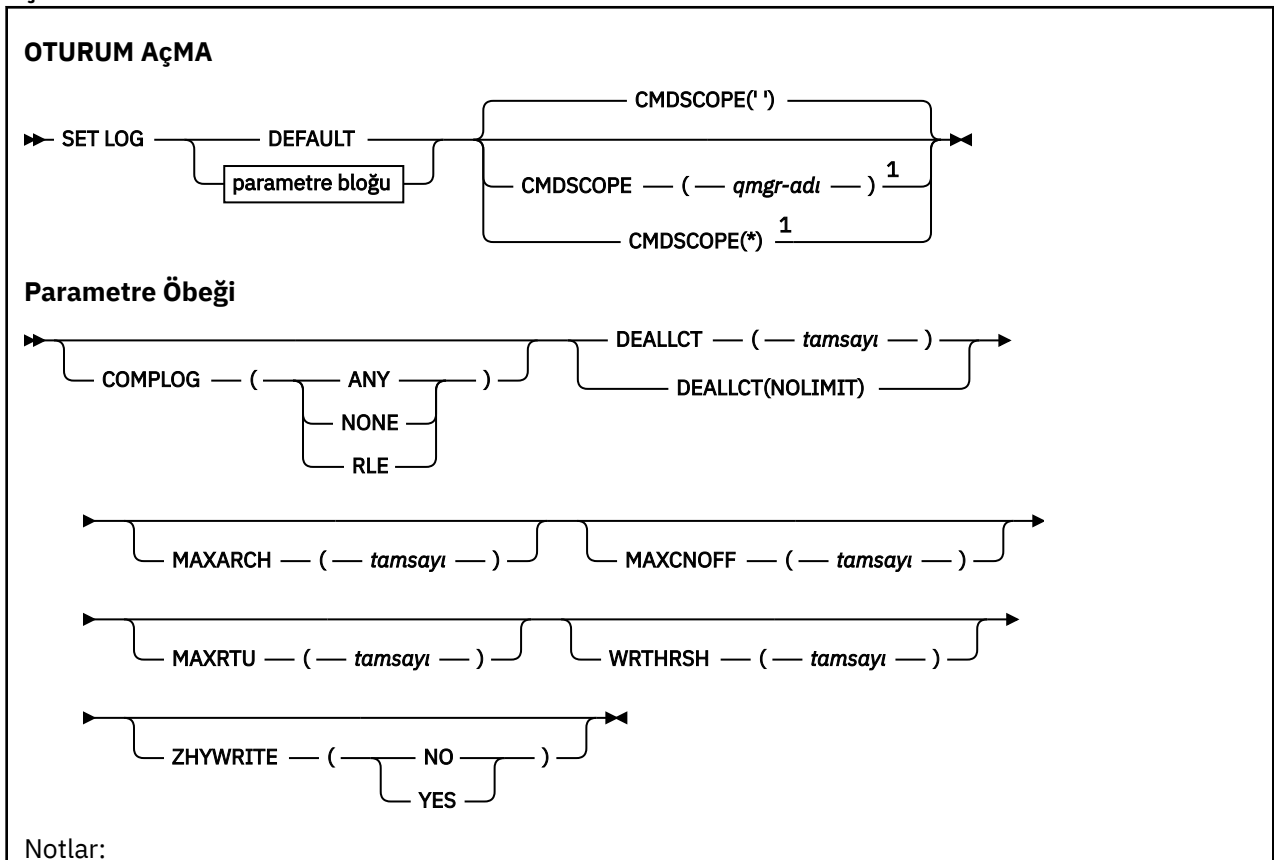 OTURUM AçMA
CMDSCOPE(' ')
SET LOG DEFAULT
parametre bloğu
CMDSCOPE ( qmgr-adı ) 1
CMDSCOPE(*) 1
Parametre Öbeği
DEALLCT ( tamsayı )
COMPLOG ( ANY )
DEALLCT(NOLIMIT)
NONE
RLE
MAXARCH ( tamsayı ) MAXCNOFF ( tamsayı )
MAXRTU ( tamsayı ) WRTHRSH ( tamsayı )
ZHYWRITE ( NO )
YES
Notlar: